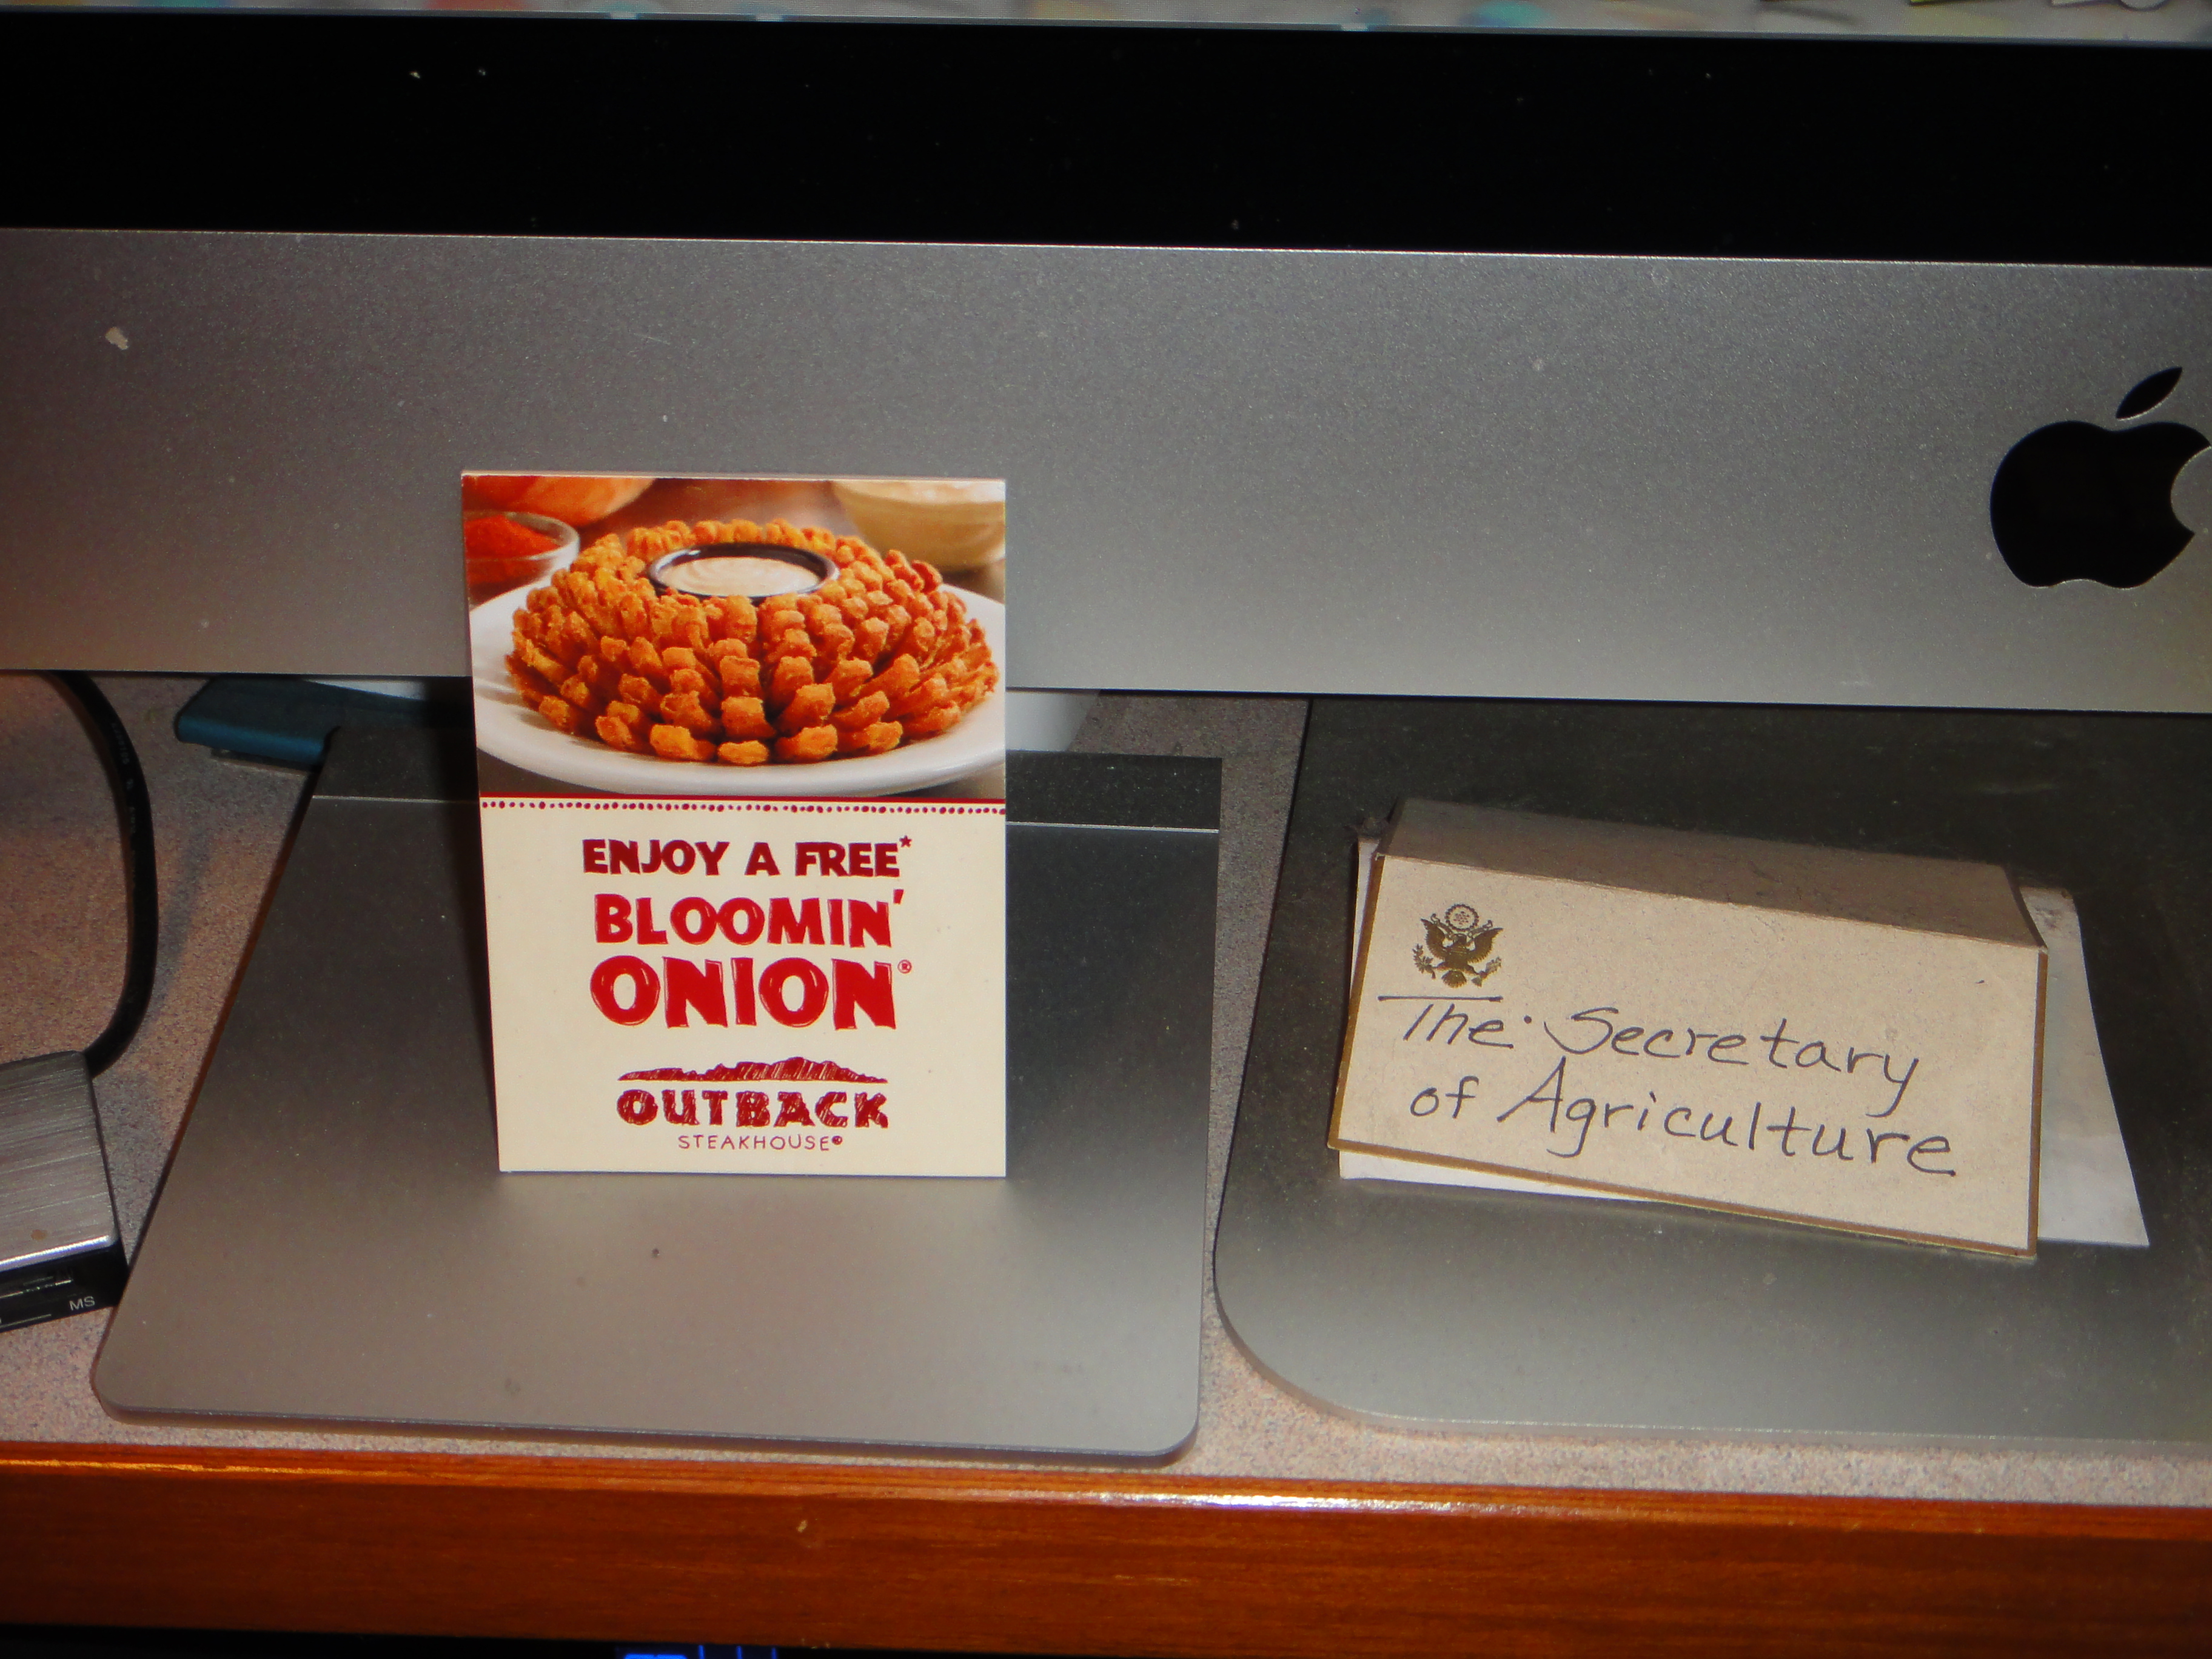 ENJOY A FREE*
BLOOMIN'
ONION®
OUTBACK
STEAKHOUSE®
The Secretary
of Agriculture
MS